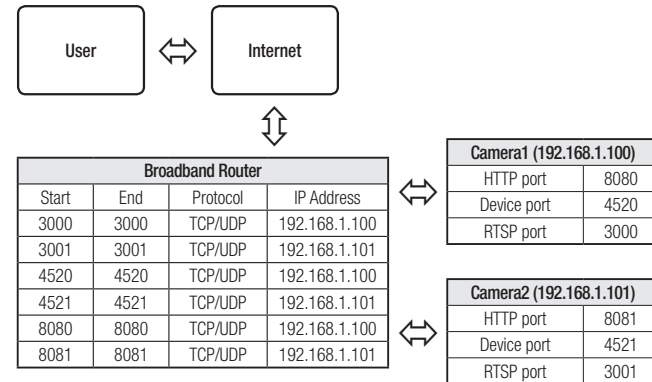 User
Internet
Broadband Router
Start End Protocol IP Address
3000 3000 TCP/UDP 192.168.1.100
3001 3001 TCP/UDP 192.168.1.101
4520 4520 TCP/UDP 192.168.1.100
4521 4521 TCP/UDP 192.168.1.101
8080 8080 TCP/UDP 192.168.1.100
8081 8081 TCP/UDP 192.168.1.101
Camera1 (192.168.1.100)
HTTP port 8080
Device port 4520
RTSP port 3000
Camera2 (192.168.1.101)
HTTP port 8081
Device port 4521
RTSP port 3001